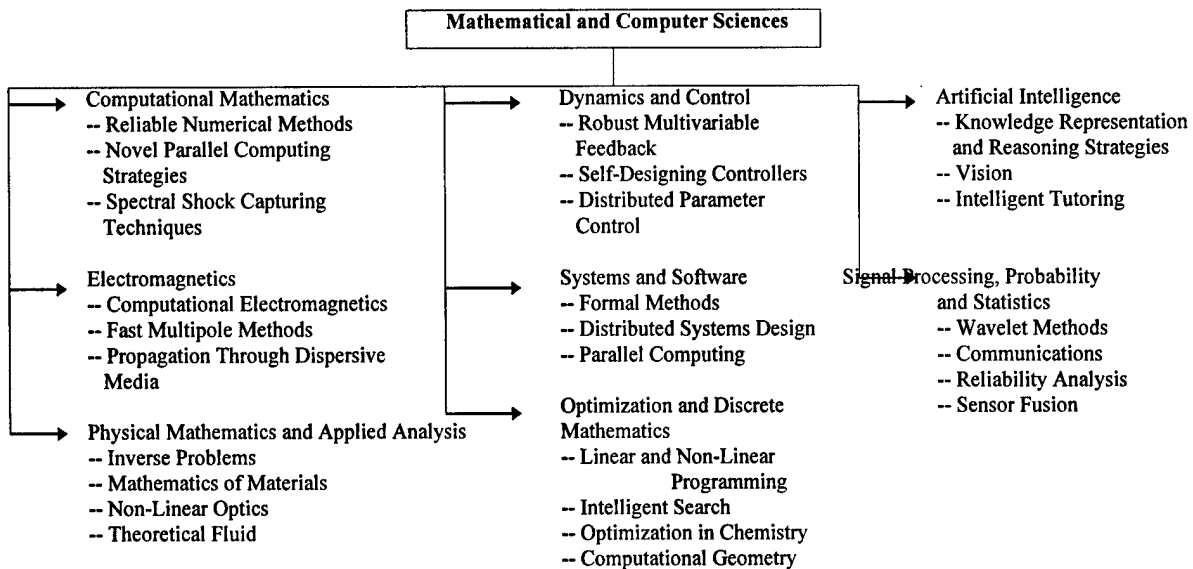 Mathematical and Computer Sciences
Computational Mathematics
-- Reliable Numerical Methods
-- Novel Parallel Computing
Strategies
-- Spectral Shock Capturing
Techniques
Electromagnetics
-- Computational Electromagnetics
-- Fast Multipole Methods
-- Propagation Through Dispersive
Media
Physical Mathematics and Applied Analysis
-- Inverse Problems
-- Mathematics of Materials
-- Non-Linear Optics
-- Theoretical Fluid
Dynamics and Control
-- Robust Multivariable
Feedback
-- Self-Designing Controllers
-- Distributed Parameter
Control
Systems and Software
-- Formal Methods
-- Distributed Systems Design
-- Parallel Computing
Optimization and Discrete
Mathematics
-- Linear and Non-Linear
Programming
-- Intelligent Search
-- Optimization in Chemistry
-- Computational Geometry
Artificial Intelligence
-- Knowledge Representation
and Reasoning Strategies
-- Vision
-- Intelligent Tutoring
Signal Processing, Probability
and Statistics
-- Wavelet Methods
-- Communications
-- Reliability Analysis
-- Sensor Fusion